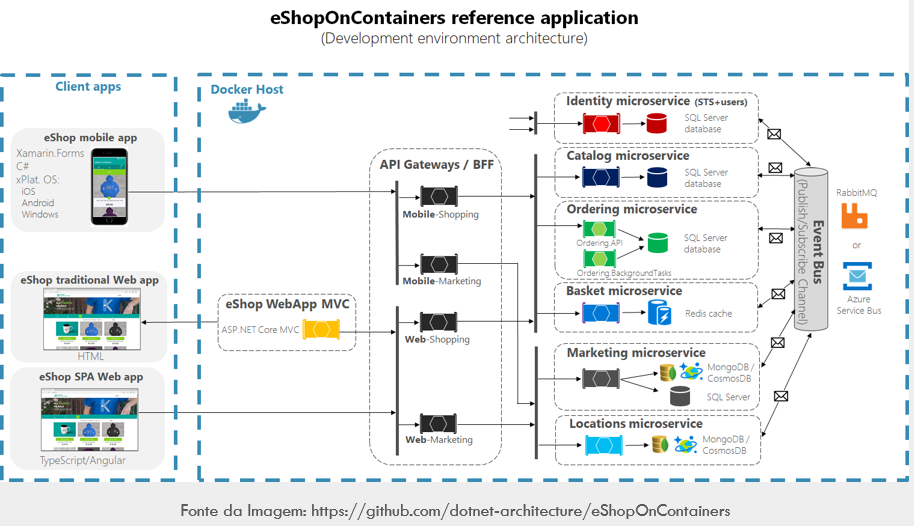 eShopOnContainers reference application
(Development environment architecture)
Client apps
eShop mobile app
Xamarin.Forms
C#
xPlat. OS:
iOS
Android
Windows
eShop traditional Web app
HTML
eShop SPA Web app
TypeScript/Angular
Docker Host
eShop WebApp MVC
ASP.NET Core MVC
API Gateways / BFF
Mobile-Shopping
Mobile-Marketing
Web-Shopping
Web-Marketing
Identity microservice (STS+users)
SQL Server
database
Catalog microservice
SQL Server
database
Ordering microservice
Ordering.API
Ordering.BackgroundTasks
SQL Server
database
Basket microservice
Redis cache
Marketing microservice
MongoDB /
CosmosDB
SQL Server
Locations microservice
MongoDB /
CosmosDB
Event Bus
(Publish/Subscribe Channel)
RabbitMQ
or
Azure
Service Bus
Fonte da Imagem: https://github.com/dotnet-architecture/eShopOnContainers